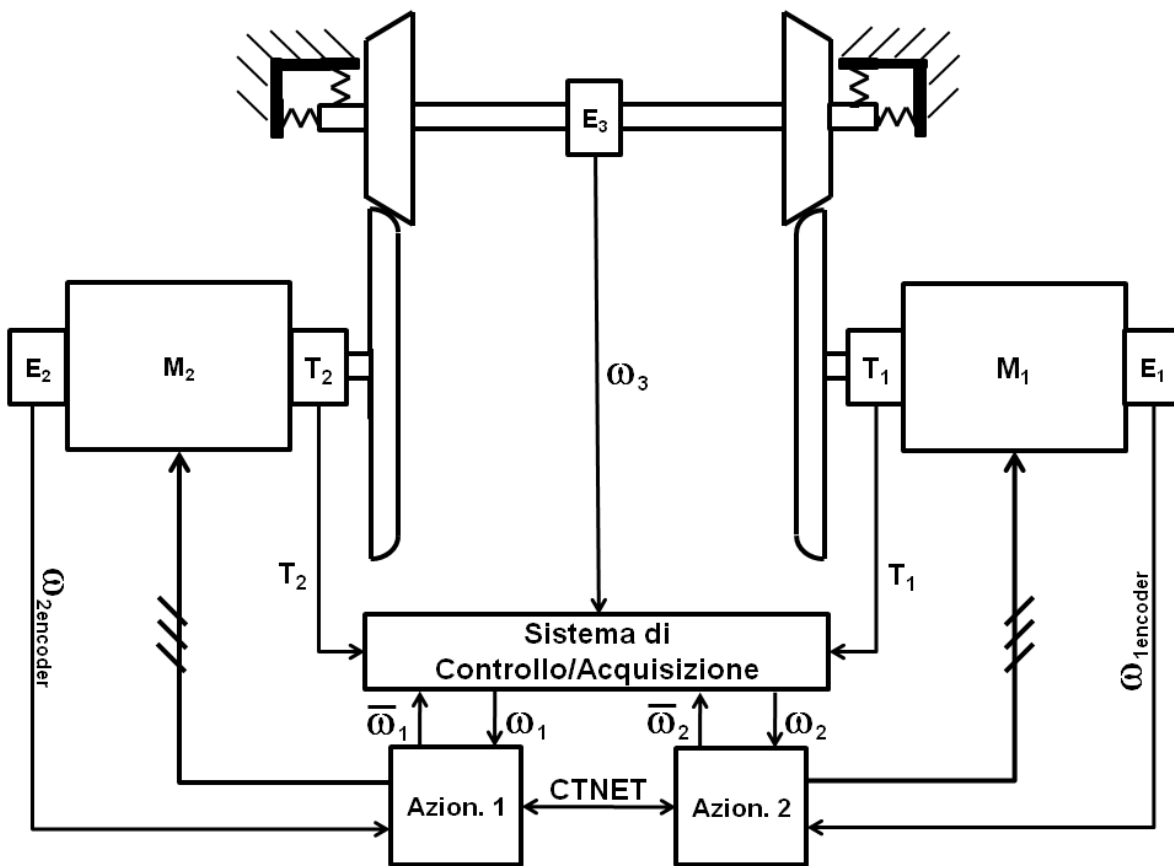 E3
E2
M2
T2
ω3
T1
M1
E1
T2
T1
ω2encoder
ω1encoder
Sistema di
Controllo/Acquisizione
ω̅1
ω1
ω̅2
ω2
Azion. 1
CTNET
Azion. 2